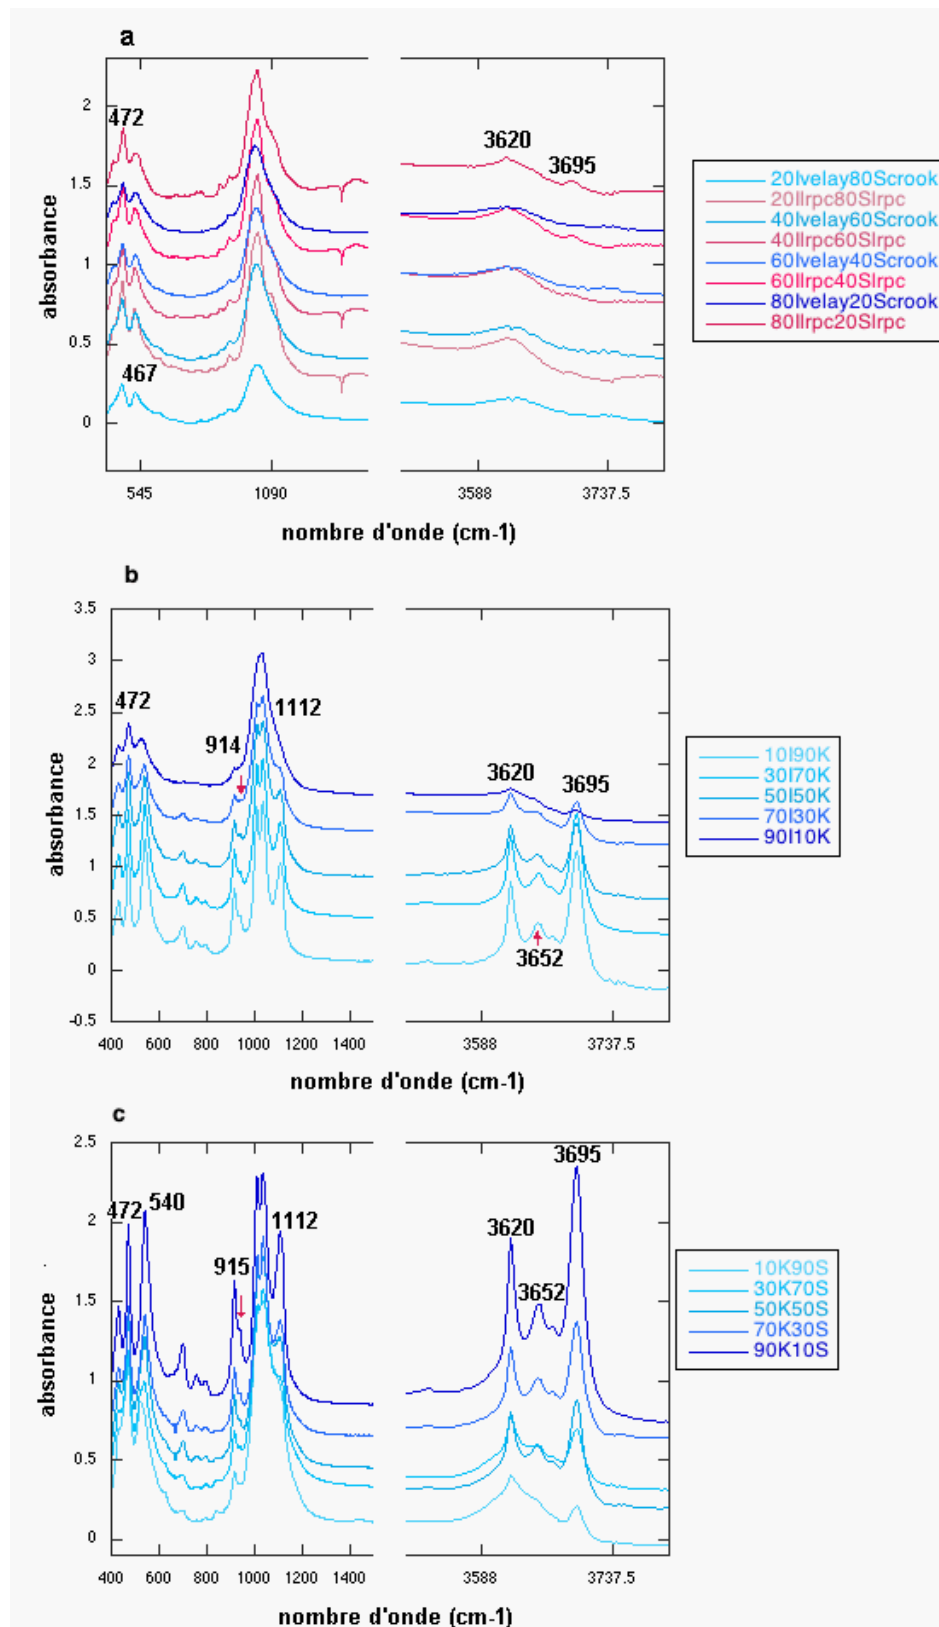 a
absorbance
2
1.5
1
0.5
0
472
467
3620
3695
545
1090
3588
3737.5
nombre d'onde (cm-1)
20Ivelay80Scrook
20Ilrpc80Slrpc
40Ivelay60Scrook
40Ilrpc60Slrpc
60Ivelay40Scrook
60Ilrpc40Slrpc
80Ivelay20Scrook
80Ilrpc20Slrpc
b
absorbance
3.5
3
2.5
2
1.5
1
0.5
0
-0.5
472
914
1112
3620
3695
3652
400 600 800 1000 1200 1400
3588
3737.5
nombre d'onde (cm-1)
10I90K
30I70K
50I50K
70I30K
90I10K
c
absorbance
2.5
2
1.5
1
0.5
0
472
540
915
1112
3620
3652
3695
400 600 800 1000 1200 1400
3588
3737.5
nombre d'onde (cm-1)
10K90S
30K70S
50K50S
70K30S
90K10S